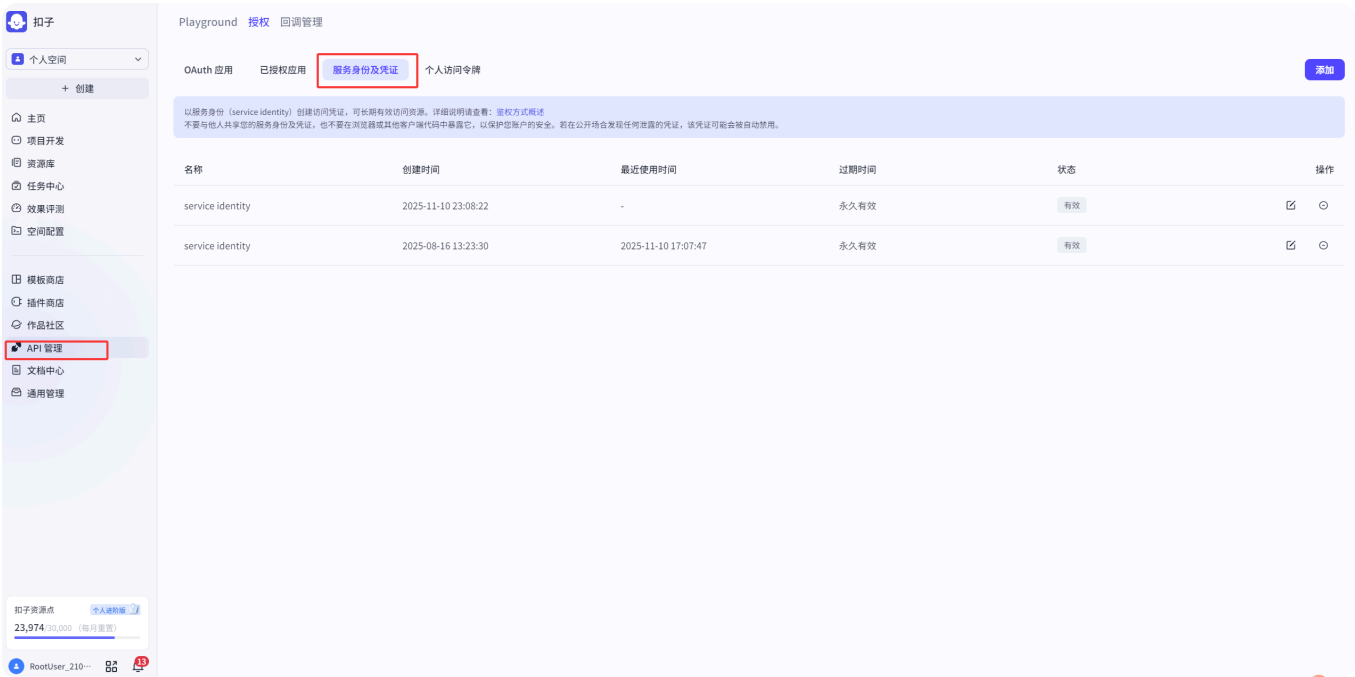 扣子
Playground 授权 回调管理
个人空间
+ 创建
主页
项目开发
资源库
任务中心
效果评测
空间配置
模板商店
插件商店
作品社区
API 管理
文档中心
通用管理
扣子资源点 个人进阶版
23,974/30,000 (每月重置)
RootUser_210··· 13
OAuth 应用 已授权应用 服务身份及凭证 个人访问令牌 添加
以服务身份（service identity）创建访问凭证，可长期有效访问资源。详细说明请查看：鉴权方式概述
不要与他人共享您的服务身份及凭证，也不要在浏览器或其他客户端代码中暴露它，以保护您账户的安全。若在公开场合发现任何泄露的凭证，该凭证可能会被自动禁用。
名称 创建时间 最近使用时间 过期时间 状态 操作
service identity 2025-11-10 23:08:22 - 永久有效 有效
service identity 2025-08-16 13:23:30 2025-11-10 17:07:47 永久有效 有效